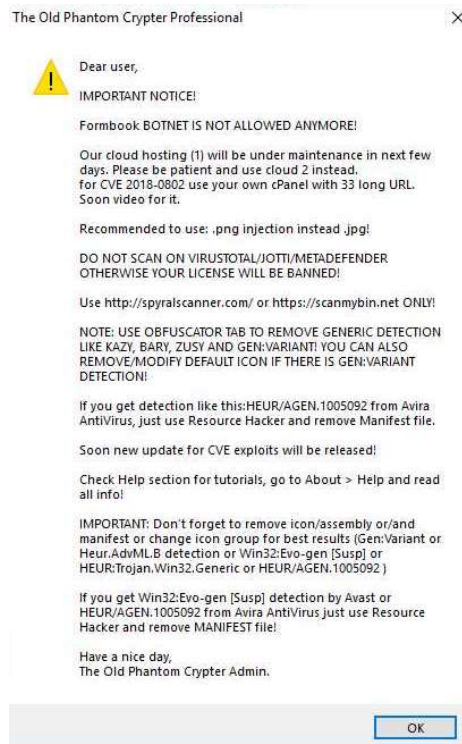 The Old Phantom Crypter Professional
Dear user,
IMPORTANT NOTICE!
Formbook BOTNET IS NOT ALLOWED ANYMORE!
Our cloud hosting (1) will be under maintenance in next few
days. Please be patient and use cloud 2 instead.
for CVE 2018-0802 use your own cPanel with 33 long URL.
Soon video for it.
Recommended to use: .png injection instead .jpg!
DO NOT SCAN ON VIRUSTOTAL/JOTTI/METADEFENDER
OTHERWISE YOUR LICENSE WILL BE BANNED!
Use http://spyralscanner.com/ or https://scanmybin.net ONLY!
NOTE: USE OBFUSCATOR TAB TO REMOVE GENERIC DETECTION
LIKE KAZY, BARY, ZUSY AND GEN:VARIANT! YOU CAN ALSO
REMOVE/MODIFY DEFAULT ICON IF THERE IS GEN:VARIANT
DETECTION!
If you get detection like this:HEUR/AGEN.1005092 from Avira
AntiVirus, just use Resource Hacker and remove Manifest file.
Soon new update for CVE exploits will be released!
Check Help section for tutorials, go to About > Help and read
all info!
IMPORTANT: Don't forget to remove icon/assembly or/and
manifest or change icon group for best results (Gen:Variant or
Heur.AdvML.B detection or Win32:Evo-gen [Susp] or
HEUR:Trojan.Win32.Generic or HEUR/AGEN.1005092 )
If you get Win32:Evo-gen [Susp] detection by Avast or
HEUR/AGEN.1005092 from Avira AntiVirus just use Resource
Hacker and remove MANIFEST file!
Have a nice day,
The Old Phantom Crypter Admin.
OK